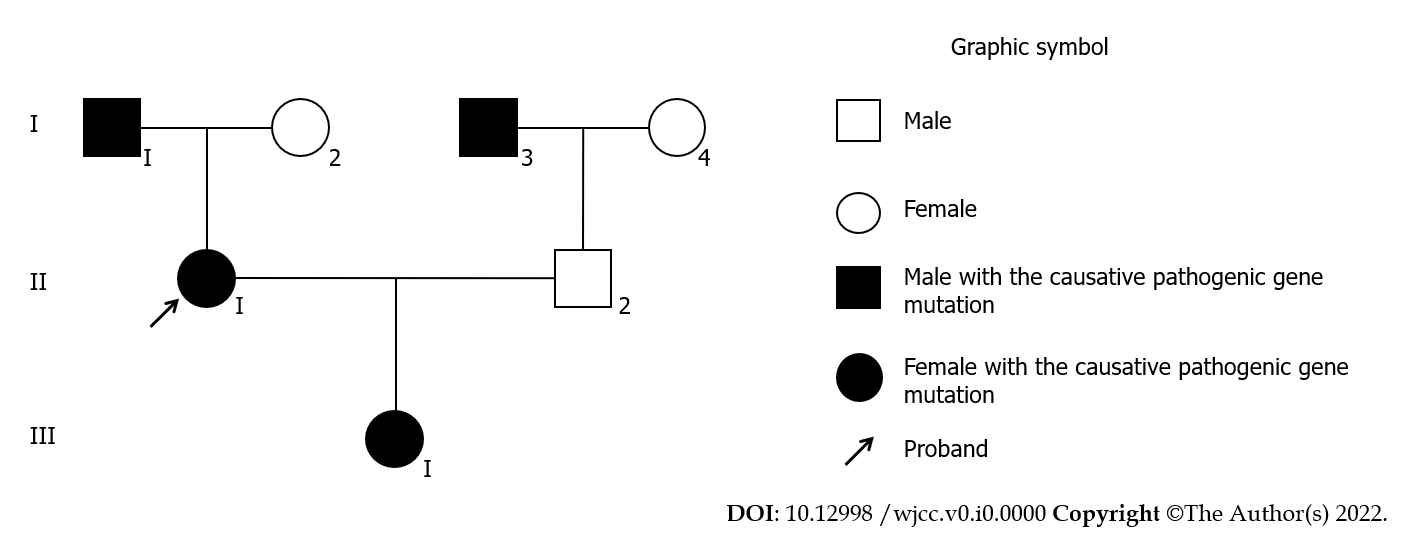 Graphic symbol
I
I
2
3
4
Male
Female
II
I
2
Male with the causative pathogenic gene
mutation
Female with the causative pathogenic gene
mutation
III
I
Proband
DOI: 10.12998 /wjcc.v0.i0.0000 Copyright ©The Author(s) 2022.